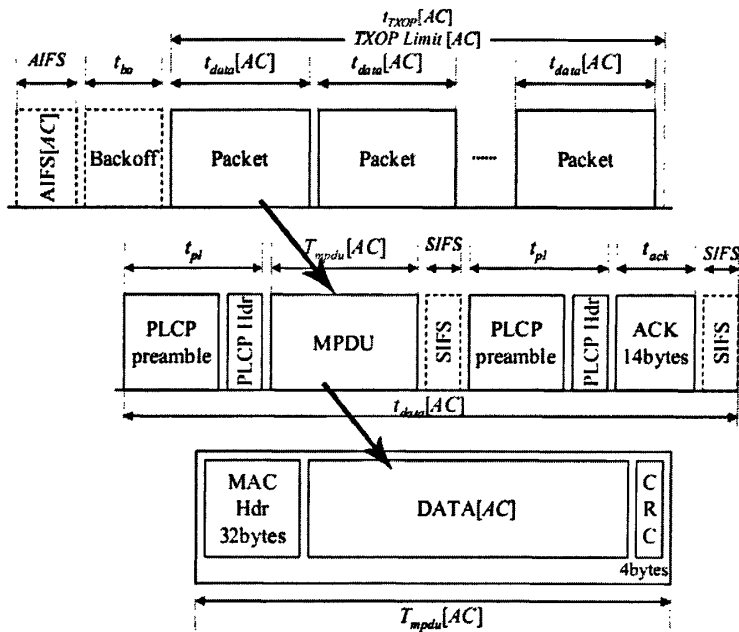 t_TXOP[AC]
TXOP Limit [AC]
AIFS
t_bo
t_data[AC]
t_data[AC]
t_data[AC]
AIFS[AC]
Backoff
Packet
Packet
......
Packet
t_pl
T_mpdu[AC]
SIFS
t_pl
t_ack
SIFS
PLCP
preamble
PLCP Hdr
MPDU
SIFS
PLCP
preamble
PLCP Hdr
ACK
14bytes
SIFS
t_data[AC]
MAC
Hdr
32bytes
DATA[AC]
C
R
C
4bytes
T_mpdu[AC]